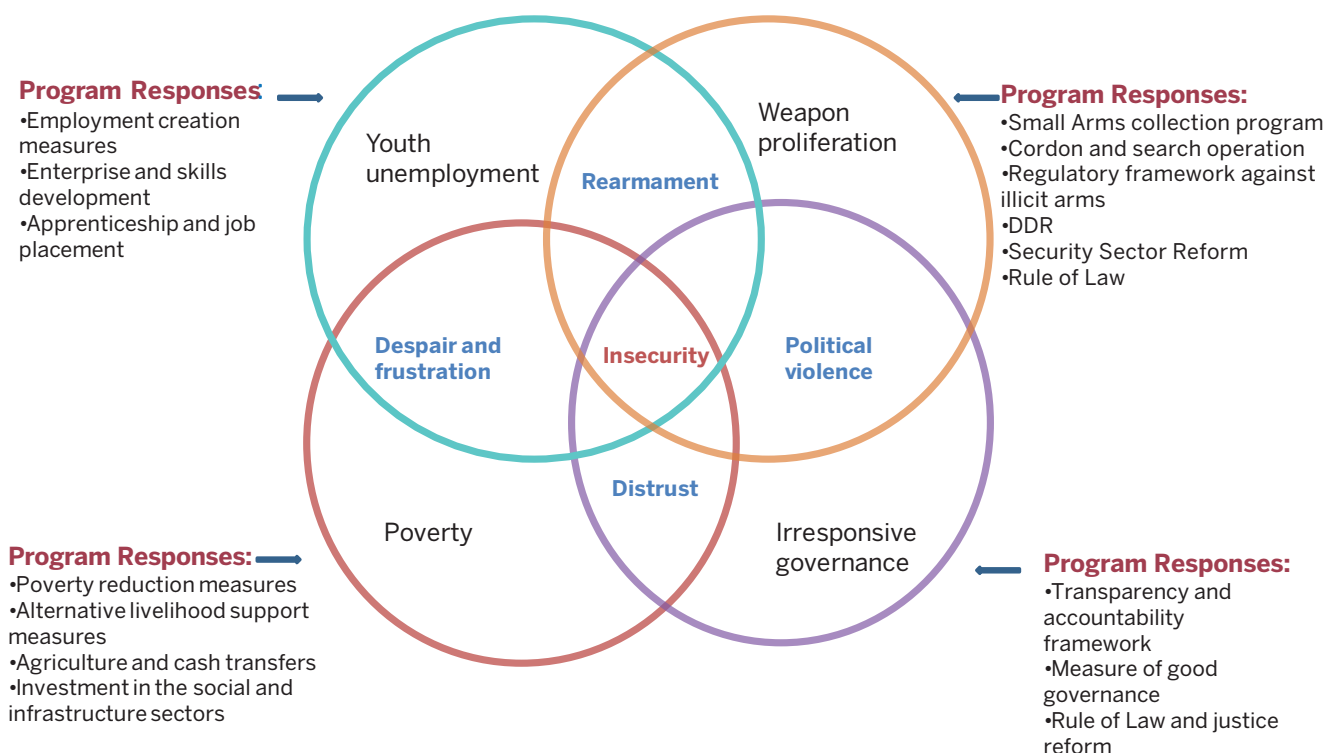 Program Responses:
•Employment creation
measures
•Enterprise and skills
development
•Apprenticeship and job
placement
Youth
unemployment
Weapon
proliferation
Rearmament
Program Responses:
•Small Arms collection program
•Cordon and search operation
•Regulatory framework against
illicit arms
•DDR
•Security Sector Reform
•Rule of Law
Despair and
frustration
Insecurity
Political
violence
Distrust
Poverty
Irresponsive
governance
Program Responses:
•Poverty reduction measures
•Alternative livelihood support
measures
•Agriculture and cash transfers
•Investment in the social and
infrastructure sectors
Program Responses:
•Transparency and
accountability
framework
•Measure of good
governance
•Rule of Law and justice
reform